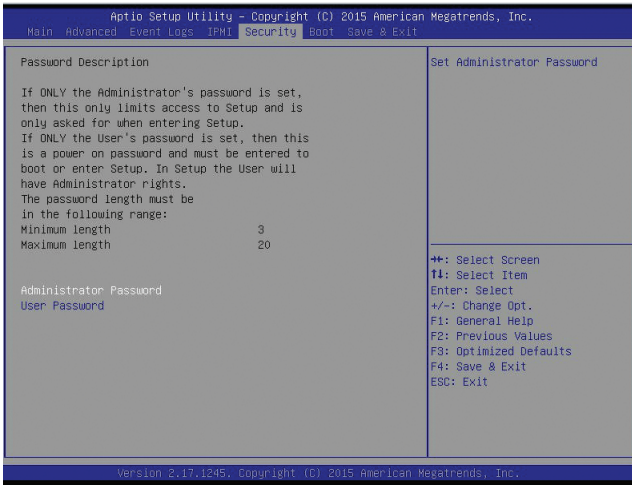 Aptio Setup Utility – Copyright (C) 2015 American Megatrends, Inc.
Main Advanced Event Logs IPMI Security Boot Save & Exit
Password Description
If ONLY the Administrator's password is set,
then this only limits access to Setup and is
only asked for when entering Setup.
If ONLY the User's password is set, then this
is a power on password and must be entered to
boot or enter Setup. In Setup the User will
have Administrator rights.
The password length must be
in the following range:
Minimum length 3
Maximum length 20
Administrator Password
User Password
Set Administrator Password
→←: Select Screen
↑↓: Select Item
Enter: Select
+/-: Change Opt.
F1: General Help
F2: Previous Values
F3: Optimized Defaults
F4: Save & Exit
ESC: Exit
Version 2.17.1245. Copyright (C) 2015 American Megatrends, Inc.